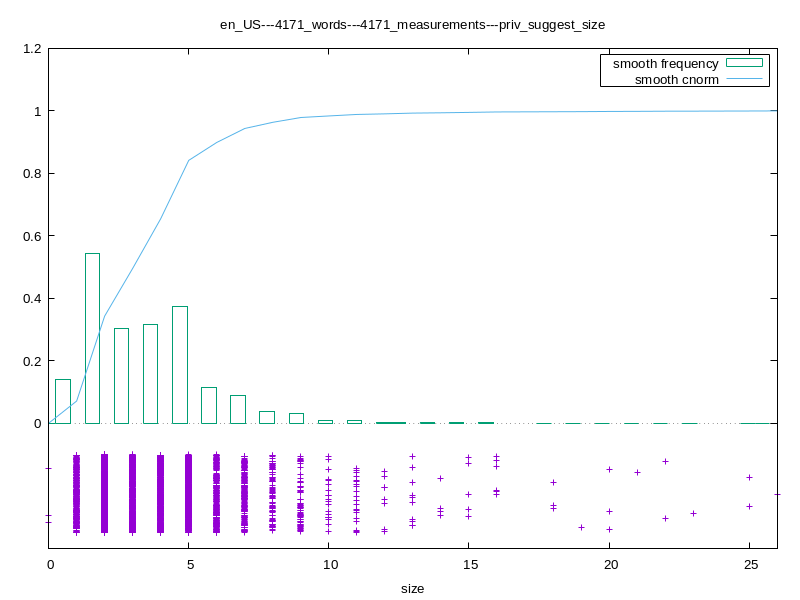 en_US---4171_words---4171_measurements---priv_suggest_size
1.2
smooth frequency
smooth cnorm
1
0.8
0.6
0.4
0.2
0
0 5 10 15 20 25
size